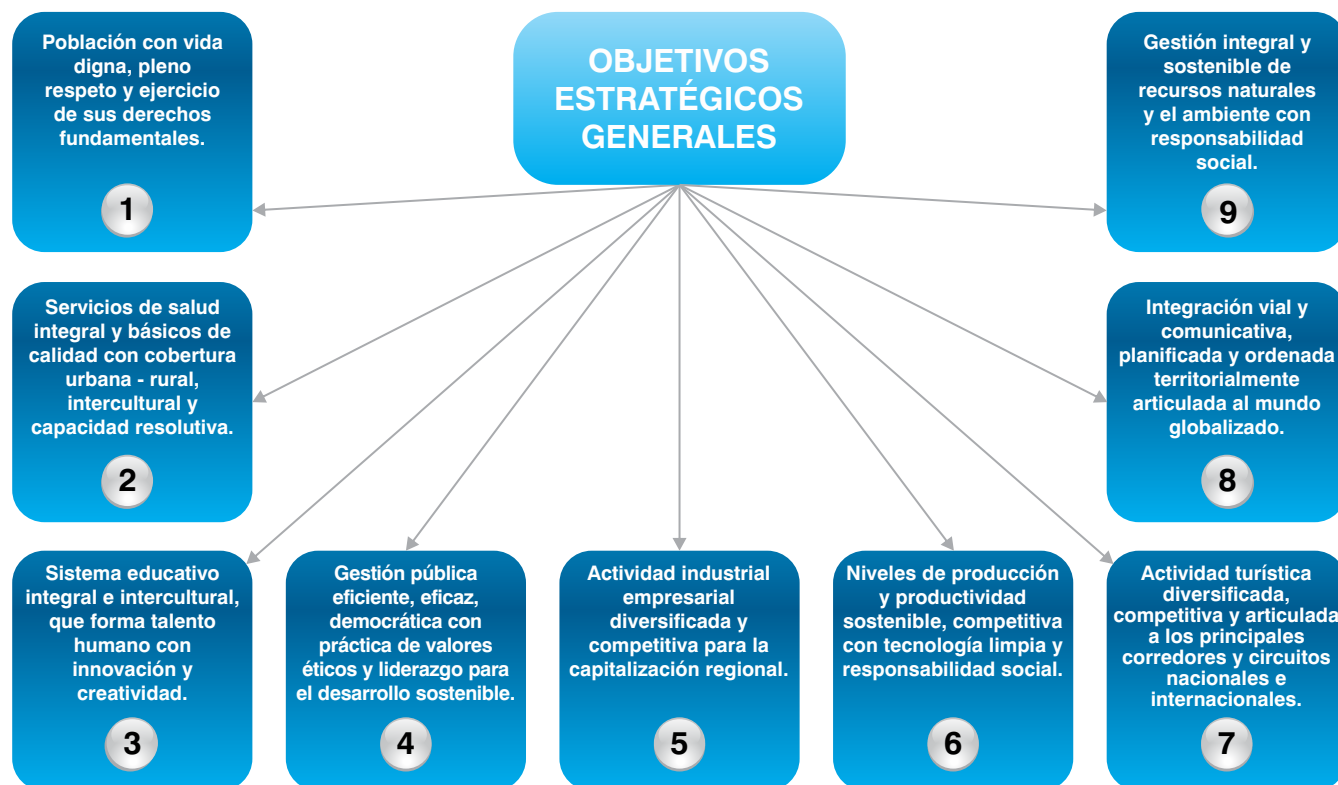 OBJETIVOS
ESTRATÉGICOS
GENERALES
Población con vida
digna, pleno
respeto y ejercicio
de sus derechos
fundamentales.
1
Servicios de salud
integral y básicos de
calidad con cobertura
urbana - rural,
intercultural y
capacidad resolutiva.
2
Sistema educativo
integral e intercultural,
que forma talento
humano con
innovación y
creatividad.
3
Gestión pública
eficiente, eficaz,
democrática con
práctica de valores
éticos y liderazgo para
el desarrollo sostenible.
4
Actividad industrial
empresarial
diversificada y
competitiva para la
capitalización regional.
5
Niveles de producción
y productividad
sostenible, competitiva
con tecnología limpia y
responsabilidad social.
6
Actividad turística
diversificada,
competitiva y articulada
a los principales
corredores y circuitos
nacionales e
internacionales.
7
Integración vial y
comunicativa,
planificada y ordenada
territorialmente
articulada al mundo
globalizado.
8
Gestión integral y
sostenible de
recursos naturales
y el ambiente con
responsabilidad
social.
9